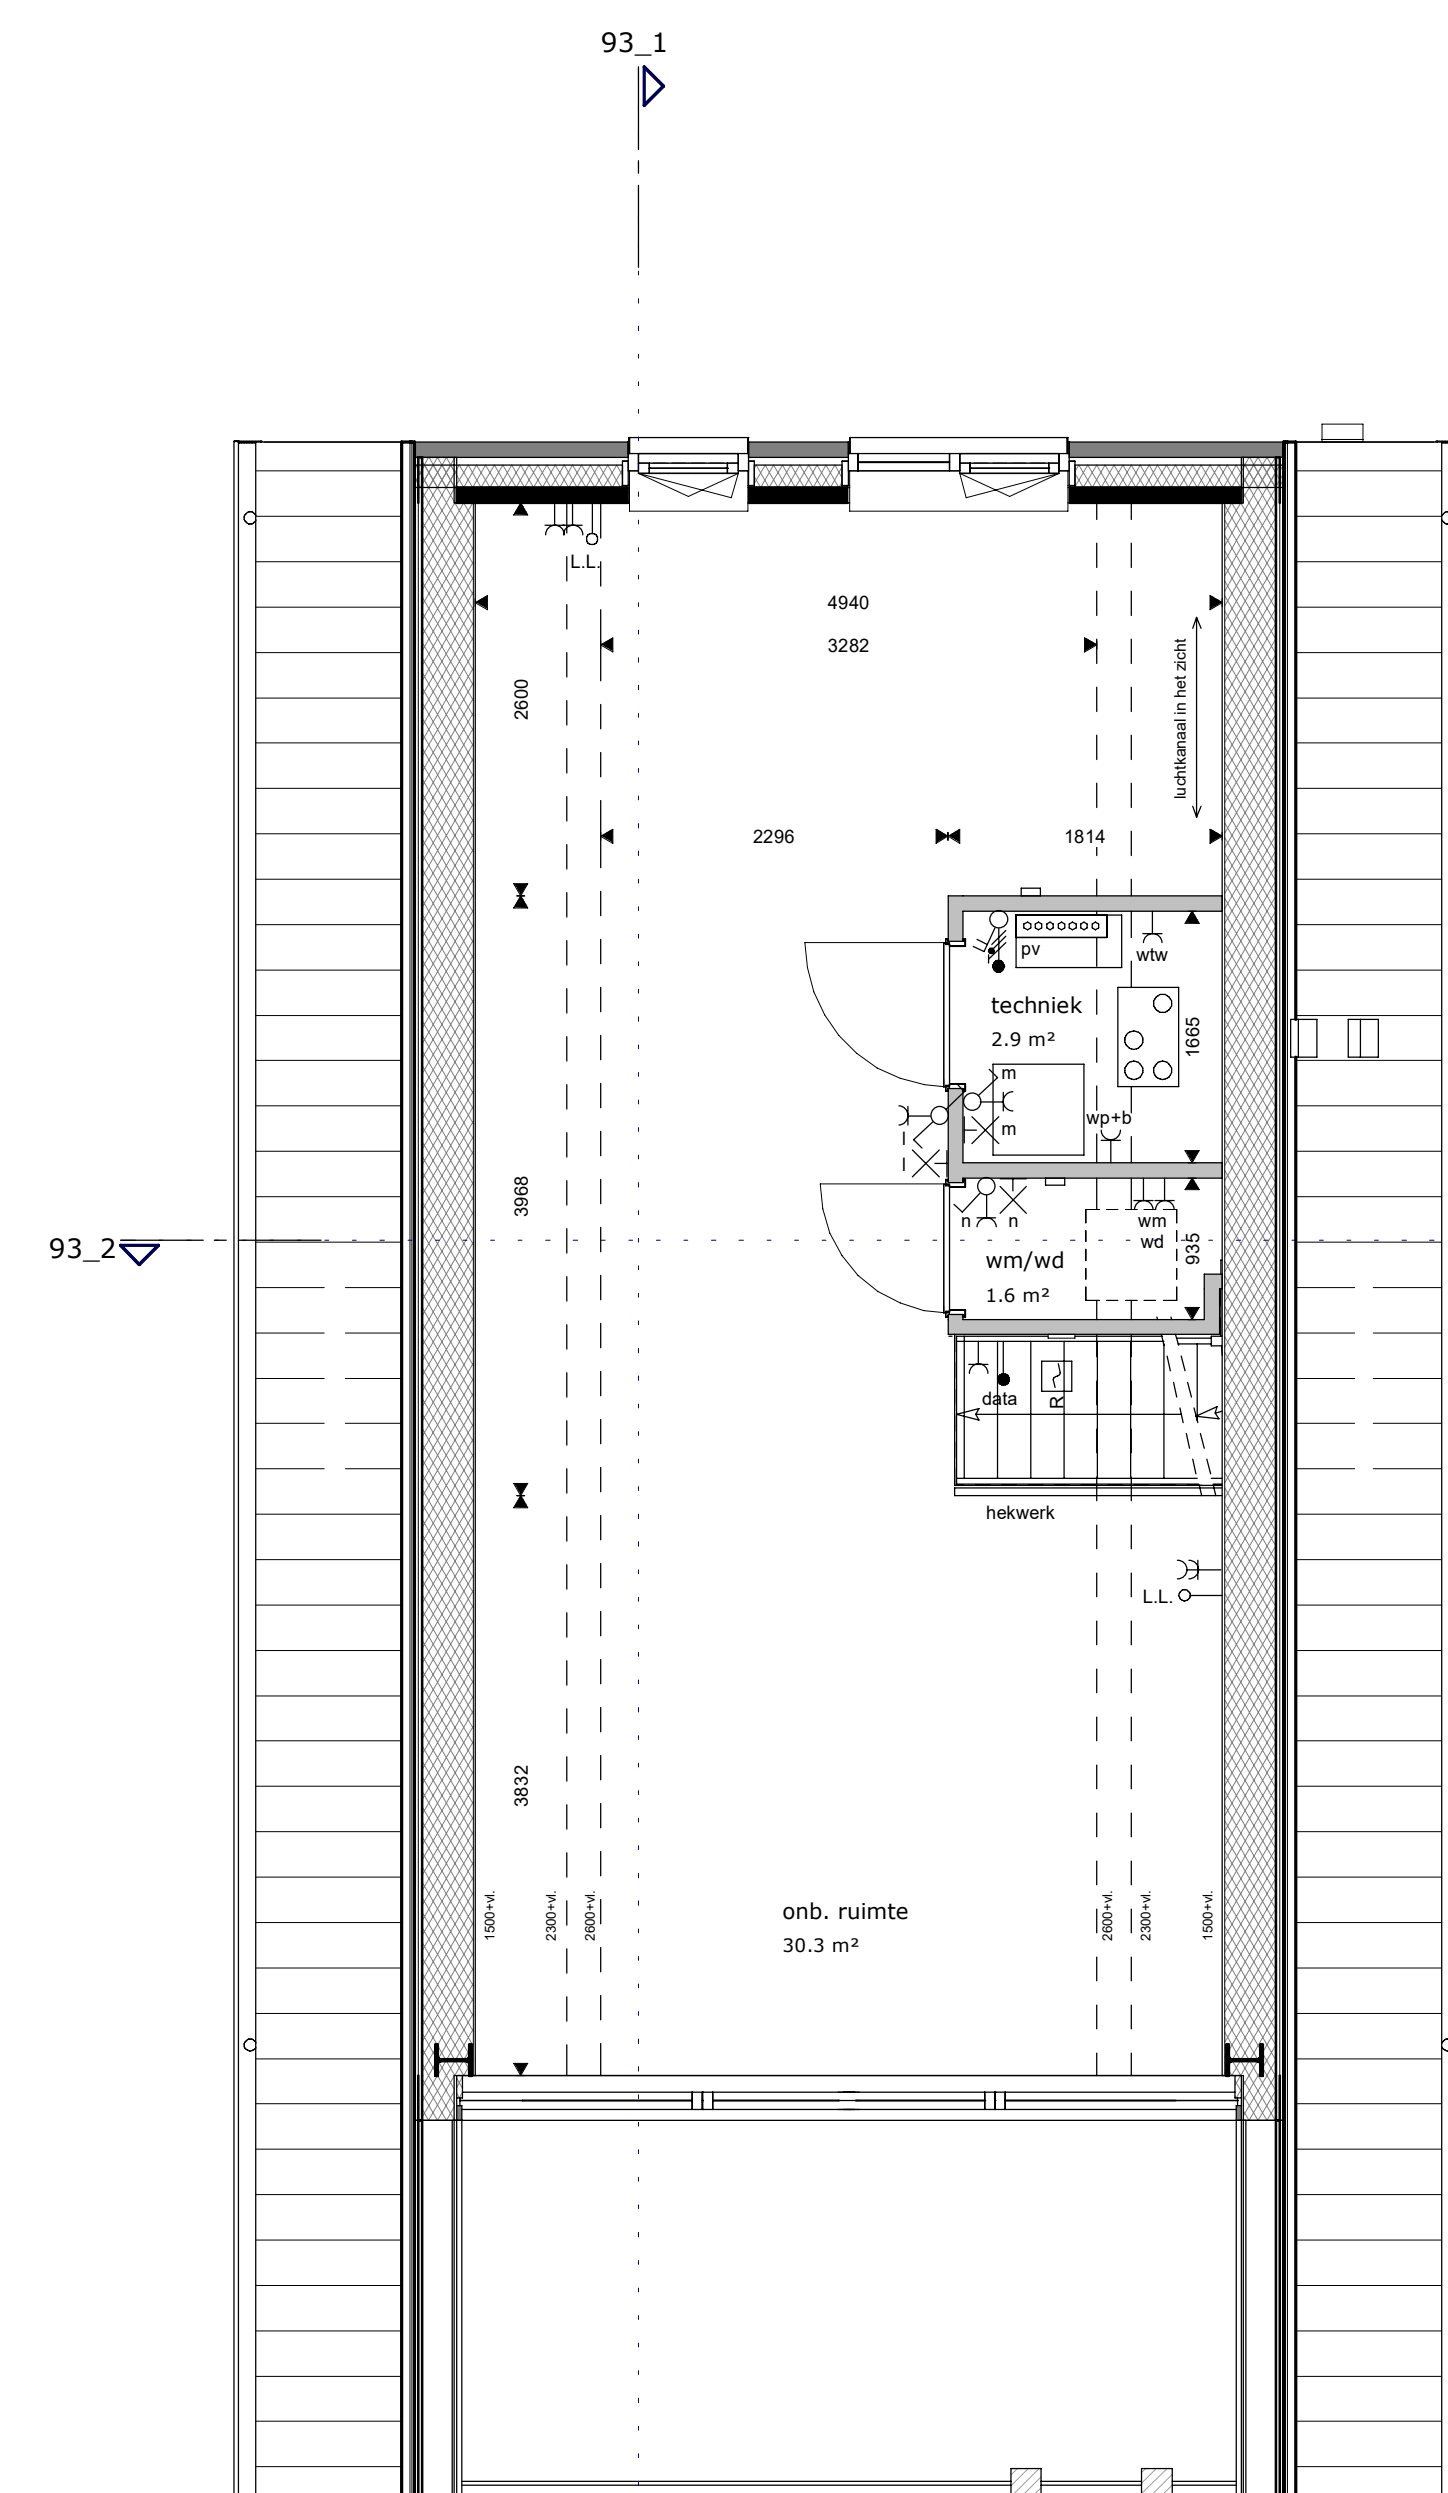 93_1
L.L.
4940
3282
2600
luchtkanaal in het zicht
2296
1814
pv
wtw
techniek
2.9 m²
1665
m
wp+b
m
3968
n
n
wm
wd
93_2
935
wm/wd
1.6 m²
data
R
hekwerk
L.L.
3832
onb. ruimte
30.3 m²
1500+vl.
2300+vl.
2600+vl.
2600+vl.
2300+vl.
1500+vl.